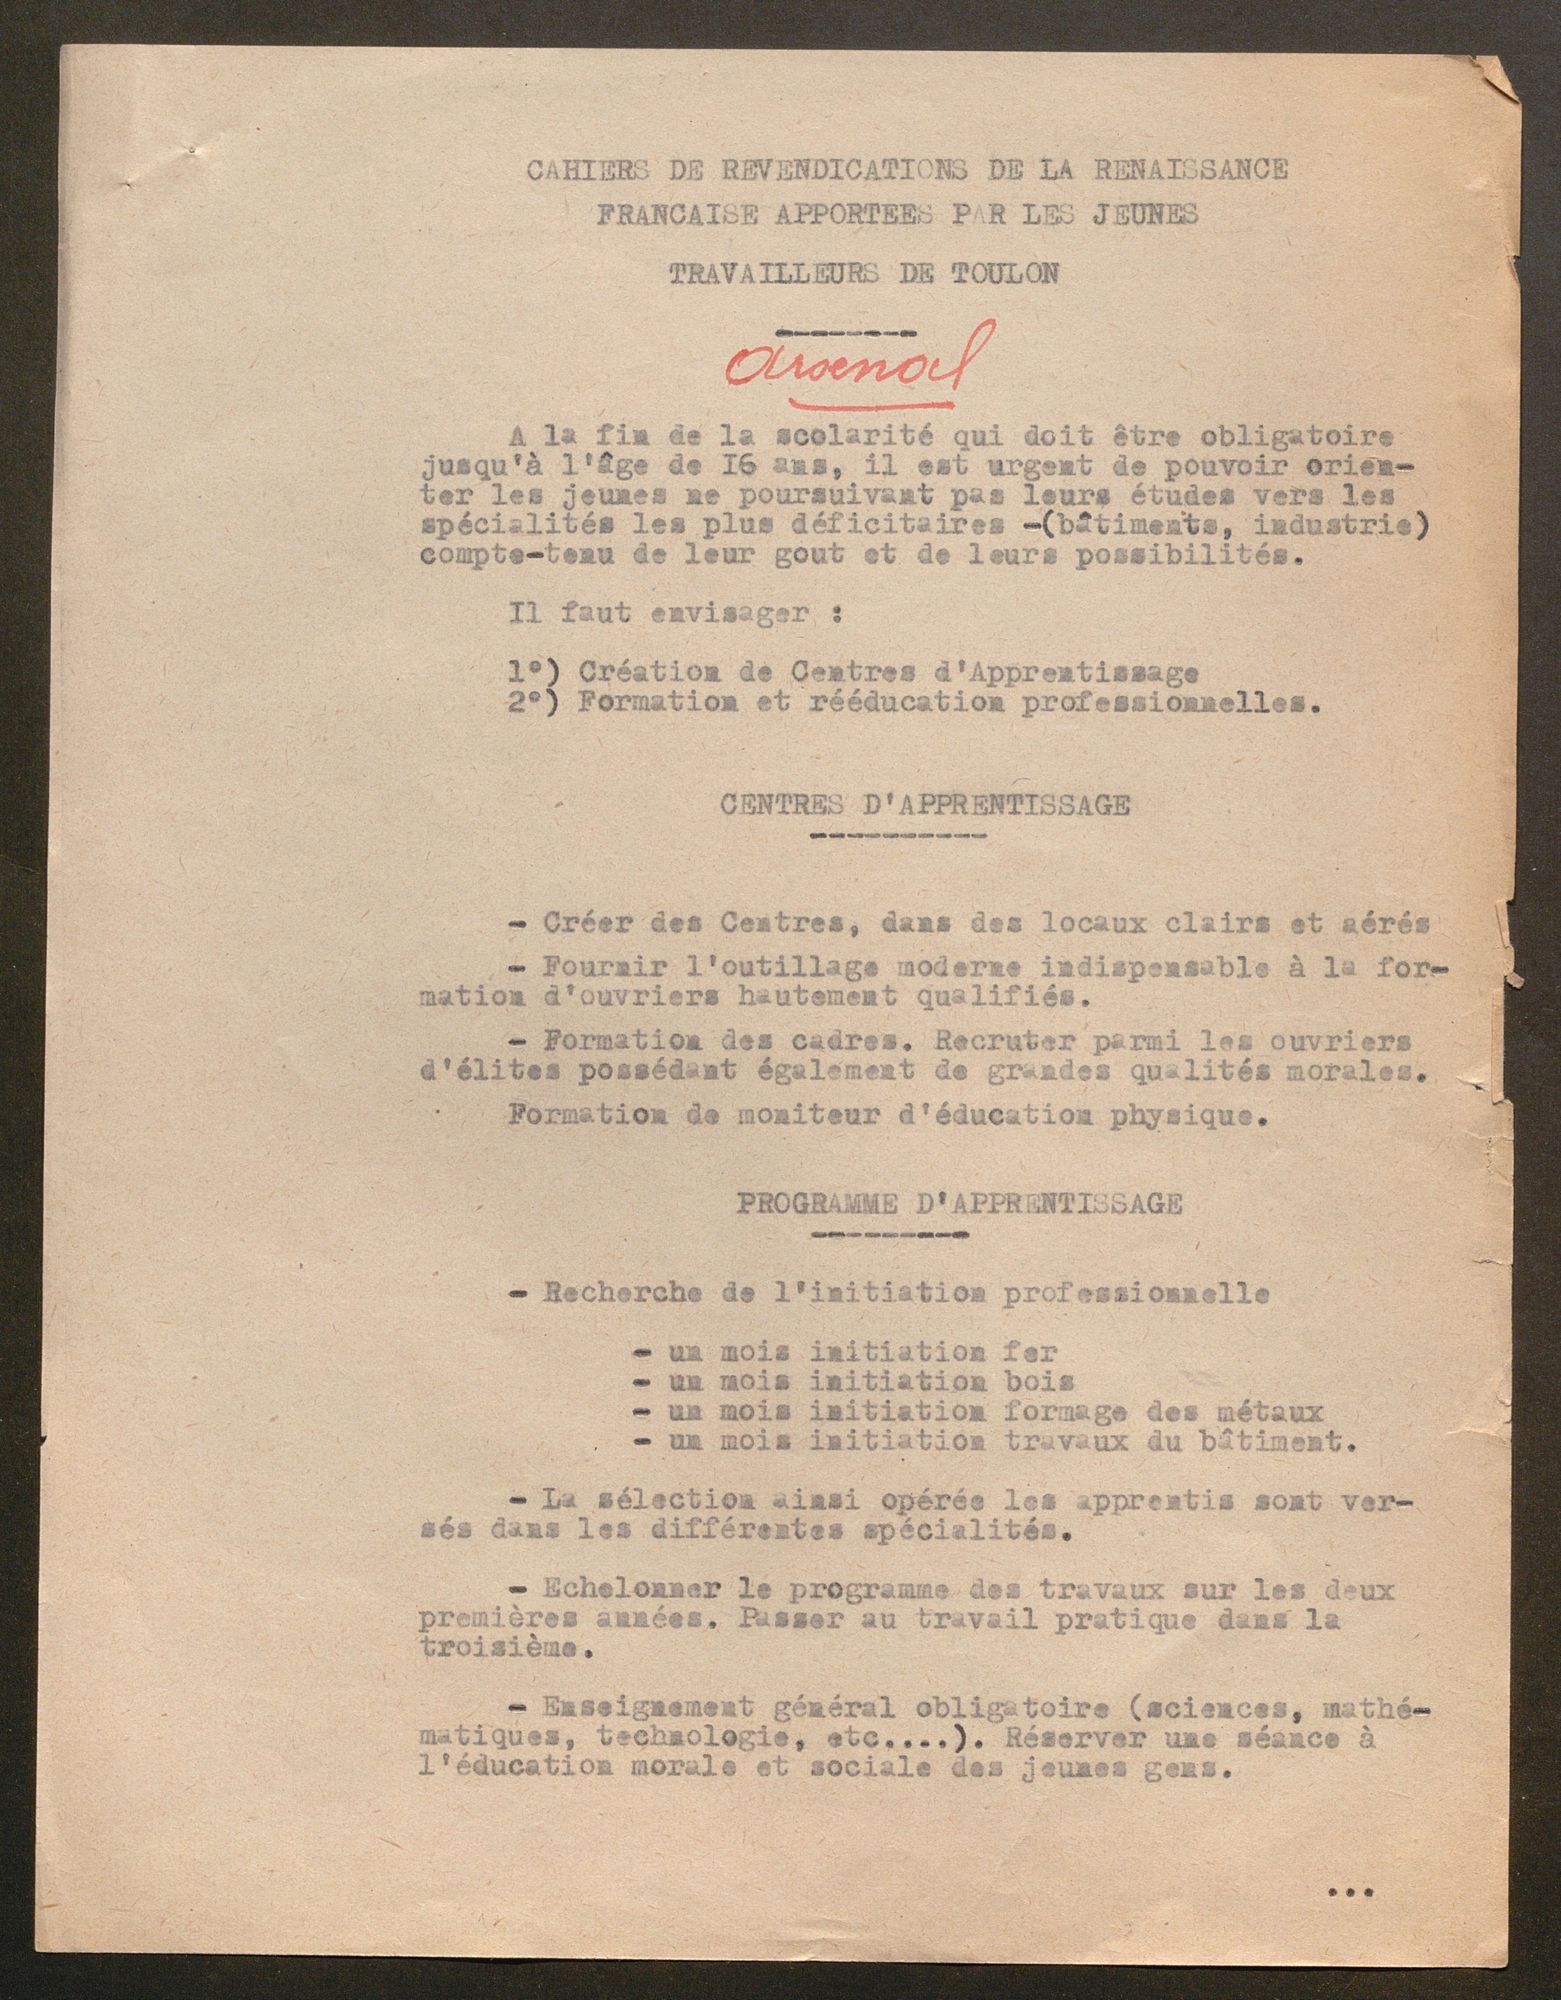 CAHIERS DE REVENDICATIONS DE LA RENAISSANCE
FRANCAISE APPORTEES PAR LES JEUNES
TRAVAILLEURS DE TOULON
--------
arsenal
A la fin de la scolarité qui doit être obligatoire
jusqu'à l'âge de I6 ans, il est urgent de pouvoir orien-
ter les jeunes ne poursuivant pas leurs études vers les
spécialités les plus déficitaires -(bâtiments, industrie)
compte-tenu de leur gout et de leurs possibilités.
Il faut envisager :
1°) Création de Centres d'Apprentissage
2°) Formation et rééducation professionnelles.
CENTRES D'APPRENTISSAGE
----------
- Créer des Centres, dans des locaux clairs et aérés
- Fournir l'outillage moderne indispensable à la for-
mation d'ouvriers hautement qualifiés.
- Formation des cadres. Recruter parmi les ouvriers
d'élites possédant également de grandes qualités morales.
Formation de moniteur d'éducation physique.
PROGRAMME D'APPRENTISSAGE
---------
- Recherche de l'initiation professionnelle
- un mois initiation fer
- un mois initiation bois
- un mois initiation formage des métaux
- un mois initiation travaux du bâtiment.
- La sélection ainsi opérée les apprentis sont ver-
sés dans les différentes spécialités.
- Echelonner le programme des travaux sur les deux
premières années. Passer au travail pratique dans la
troisième.
- Enseignement général obligatoire (sciences, mathé-
matiques, technologie, etc....). Réserver une séance à
l'éducation morale et sociale des jeunes gens.
...